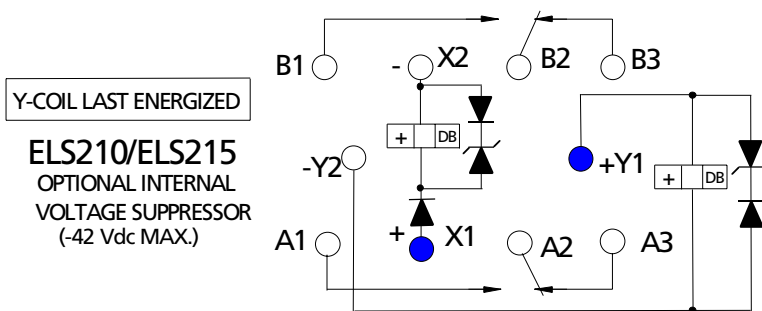 B1
- X2
B2
B3
Y-COIL LAST ENERGIZED
+ DB
ELS210/ELS215
-Y2
+Y1
+ DB
OPTIONAL INTERNAL
VOLTAGE SUPPRESSOR
(-42 Vdc MAX.)
A1
+ X1
A2
A3